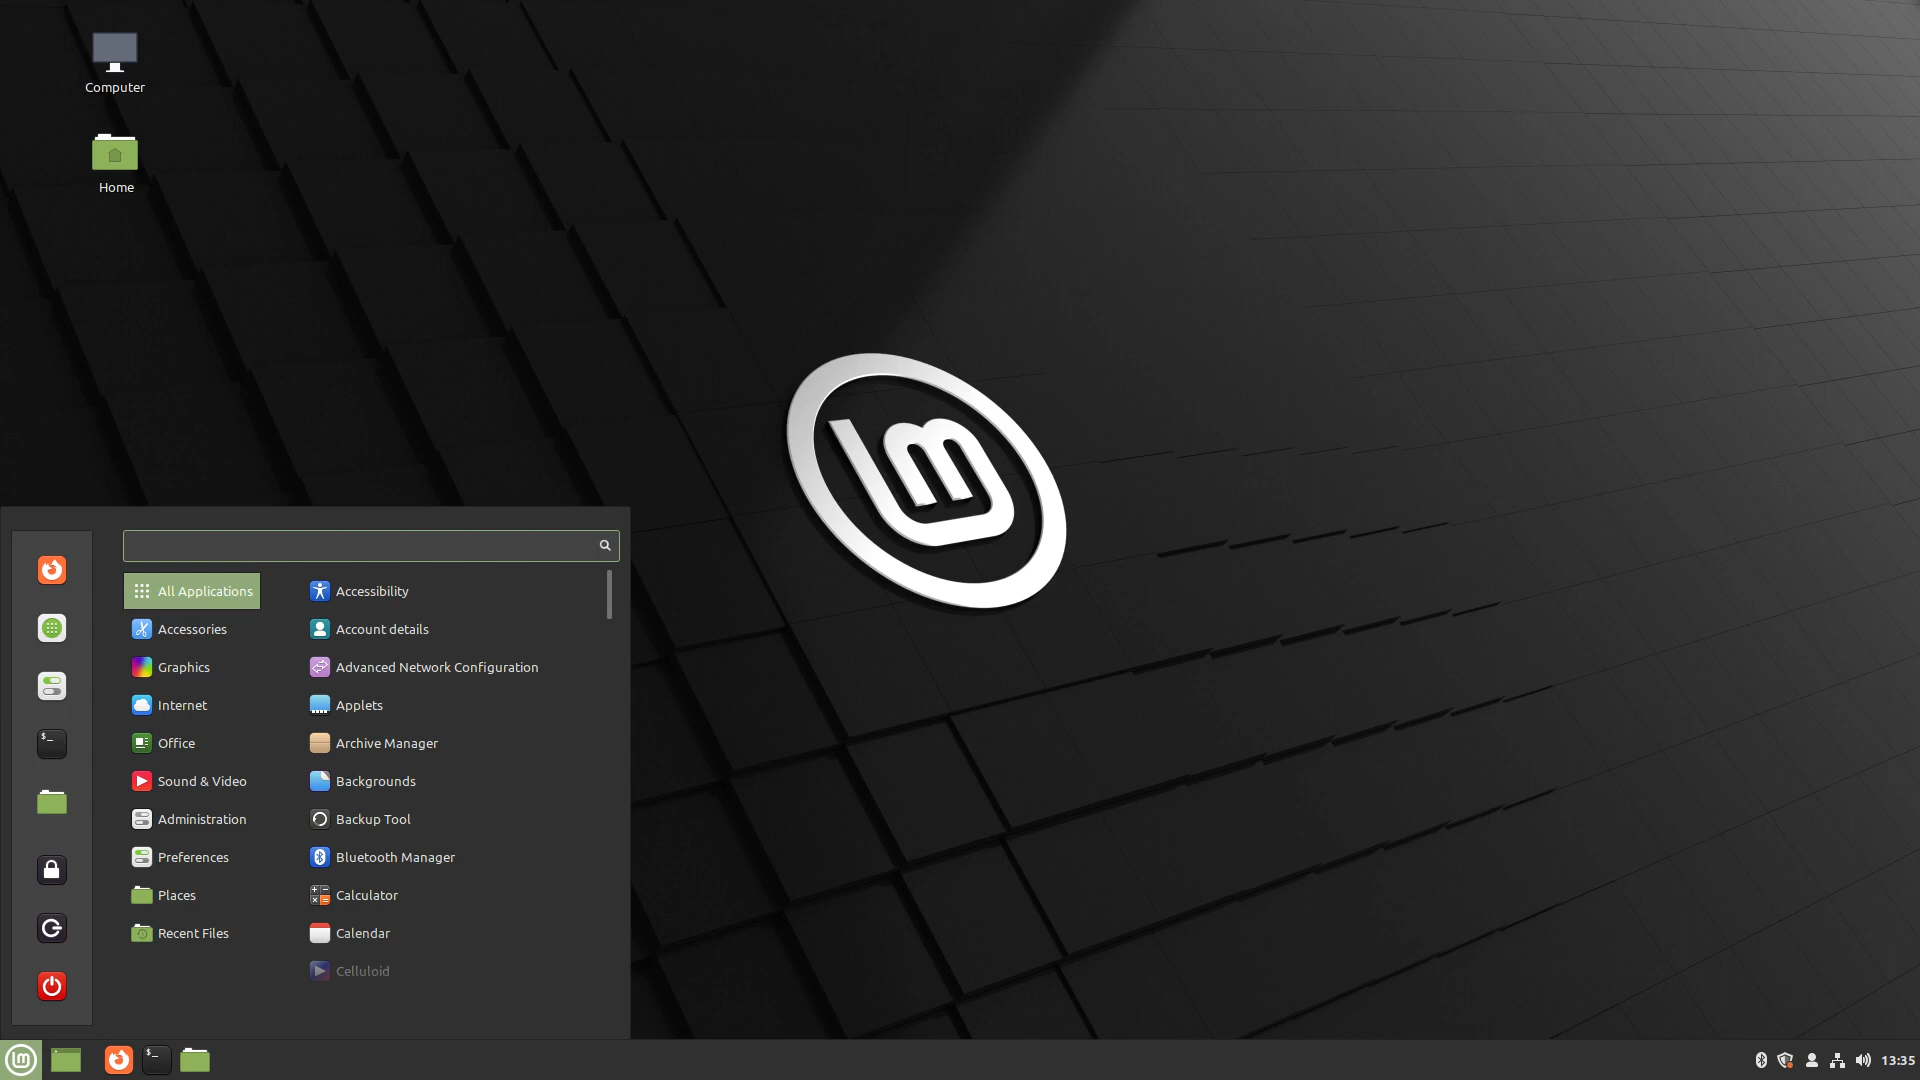 Computer
Home
All Applications
Accessories
Graphics
Internet
Office
Sound & Video
Administration
Preferences
Places
Recent Files
Accessibility
Account details
Advanced Network Configuration
Applets
Archive Manager
Backgrounds
Backup Tool
Bluetooth Manager
Calculator
Calendar
Celluloid
13:35